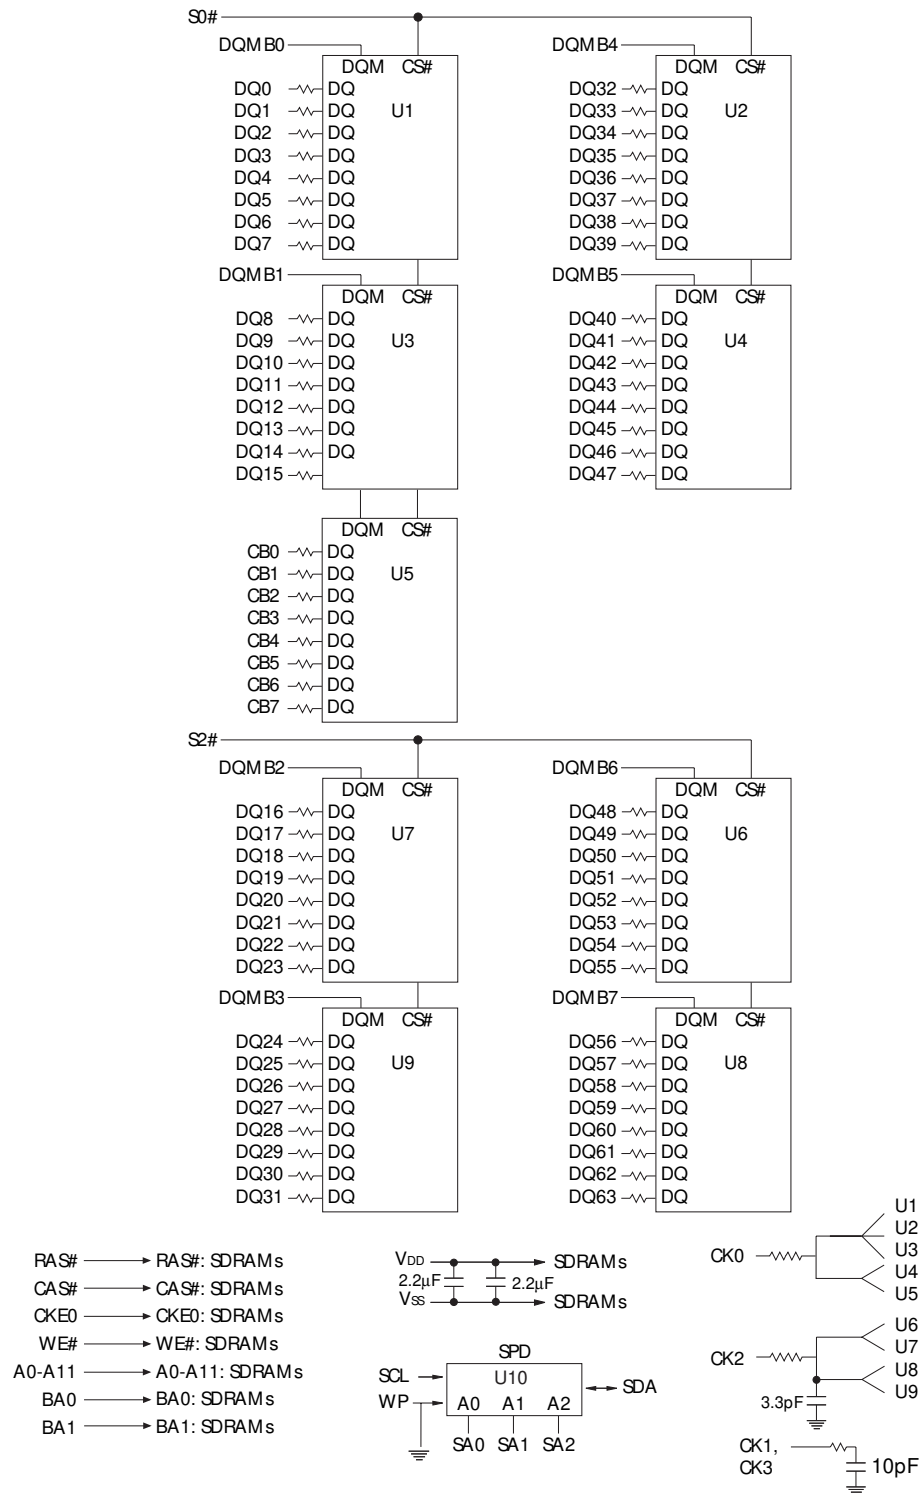 S0#
DQMB0
DQM CS#
U1
DQ0 DQ
DQ1 DQ
DQ2 DQ
DQ3 DQ
DQ4 DQ
DQ5 DQ
DQ6 DQ
DQ7 DQ
DQMB4
DQM CS#
U2
DQ32 DQ
DQ33 DQ
DQ34 DQ
DQ35 DQ
DQ36 DQ
DQ37 DQ
DQ38 DQ
DQ39 DQ
DQMB1
DQM CS#
U3
DQ8 DQ
DQ9 DQ
DQ10 DQ
DQ11 DQ
DQ12 DQ
DQ13 DQ
DQ14 DQ
DQ15
DQMB5
DQM CS#
U4
DQ40 DQ
DQ41 DQ
DQ42 DQ
DQ43 DQ
DQ44 DQ
DQ45 DQ
DQ46 DQ
DQ47 DQ
DQM CS#
U5
CB0 DQ
CB1 DQ
CB2 DQ
CB3 DQ
CB4 DQ
CB5 DQ
CB6 DQ
CB7 DQ
S2#
DQMB2
DQM CS#
U7
DQ16 DQ
DQ17 DQ
DQ18 DQ
DQ19 DQ
DQ20 DQ
DQ21 DQ
DQ22 DQ
DQ23 DQ
DQMB6
DQM CS#
U6
DQ48 DQ
DQ49 DQ
DQ50 DQ
DQ51 DQ
DQ52 DQ
DQ53 DQ
DQ54 DQ
DQ55 DQ
DQMB3
DQM CS#
U9
DQ24 DQ
DQ25 DQ
DQ26 DQ
DQ27 DQ
DQ28 DQ
DQ29 DQ
DQ30 DQ
DQ31 DQ
DQMB7
DQM CS#
U8
DQ56 DQ
DQ57 DQ
DQ58 DQ
DQ59 DQ
DQ60 DQ
DQ61 DQ
DQ62 DQ
DQ63 DQ
RAS# RAS#: SDRAMs
CAS# CAS#: SDRAMs
CKE0 CKE0: SDRAMs
WE# WE#: SDRAMs
A0-A11 A0-A11: SDRAMs
BA0 BA0: SDRAMs
BA1 BA1: SDRAMs
VDD SDRAMs
2.2µF 2.2µF
VSS SDRAMs
SPD
SCL U10 SDA
WP A0 A1 A2
SA0 SA1 SA2
CK0
U1
U2
U3
U4
U5
CK2
U6
U7
U8
U9
3.3pF
CK1,
CK3
10pF